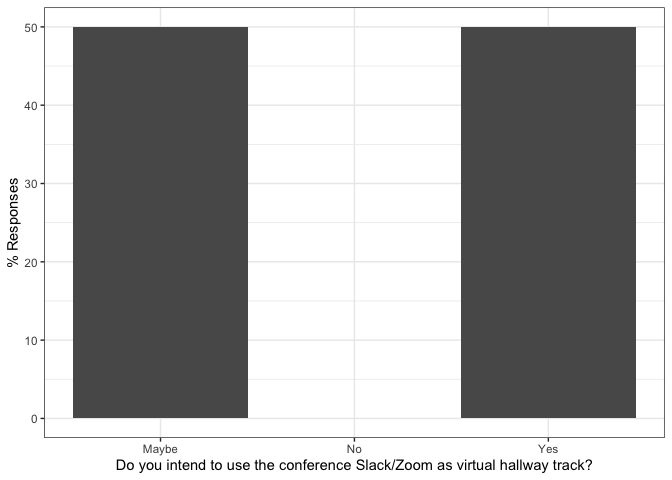 50
40
30
20
10
0
% Responses
Maybe No Yes
Do you intend to use the conference Slack/Zoom as virtual hallway track?